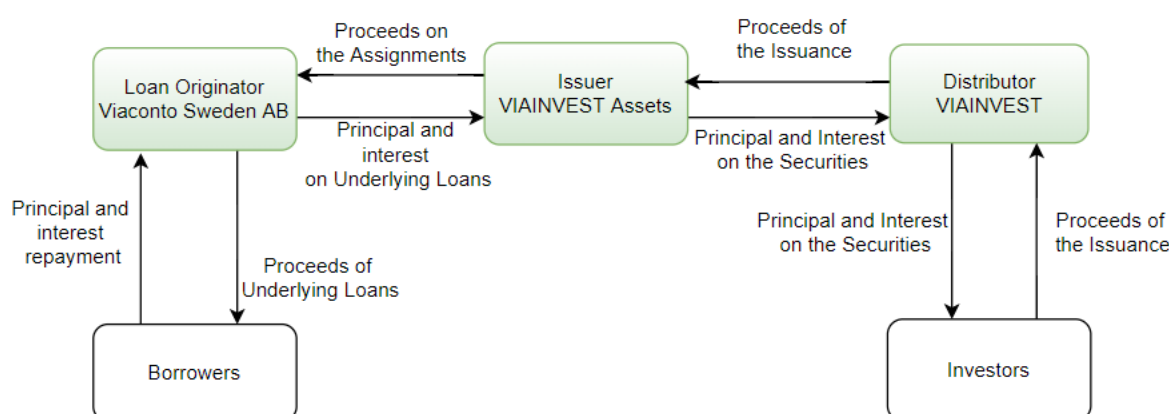 Proceeds on
the Assignments
Proceeds of
the Issuance
Loan Originator
Viaconto Sweden AB
Issuer
VIAINVEST Assets
Distributor
VIAINVEST
Principal and
interest
on Underlying Loans
Principal and Interest
on the Securities
Principal and
interest
repayment
Proceeds of
Underlying Loans
Principal and Interest
on the Securities
Proceeds of
the Issuance
Borrowers
Investors